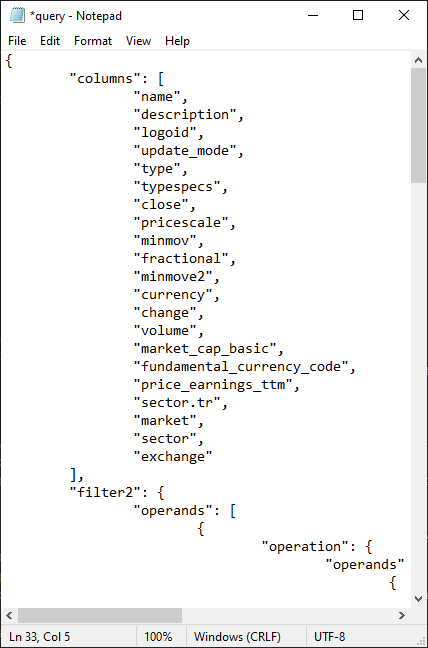 *query - Notepad
File Edit Format View Help
{
"columns": [
"name",
"description",
"logoid",
"update_mode",
"type",
"typespecs",
"close",
"pricescale",
"minmov",
"fractional",
"minmove2",
"currency",
"change",
"volume",
"market_cap_basic",
"fundamental_currency_code",
"price_earnings_ttm",
"sector.tr",
"market",
"sector",
"exchange"
],
"filter2": {
"operands": [
{
"operation": {
"operands"
{
Ln 33, Col 5 100% Windows (CRLF) UTF-8